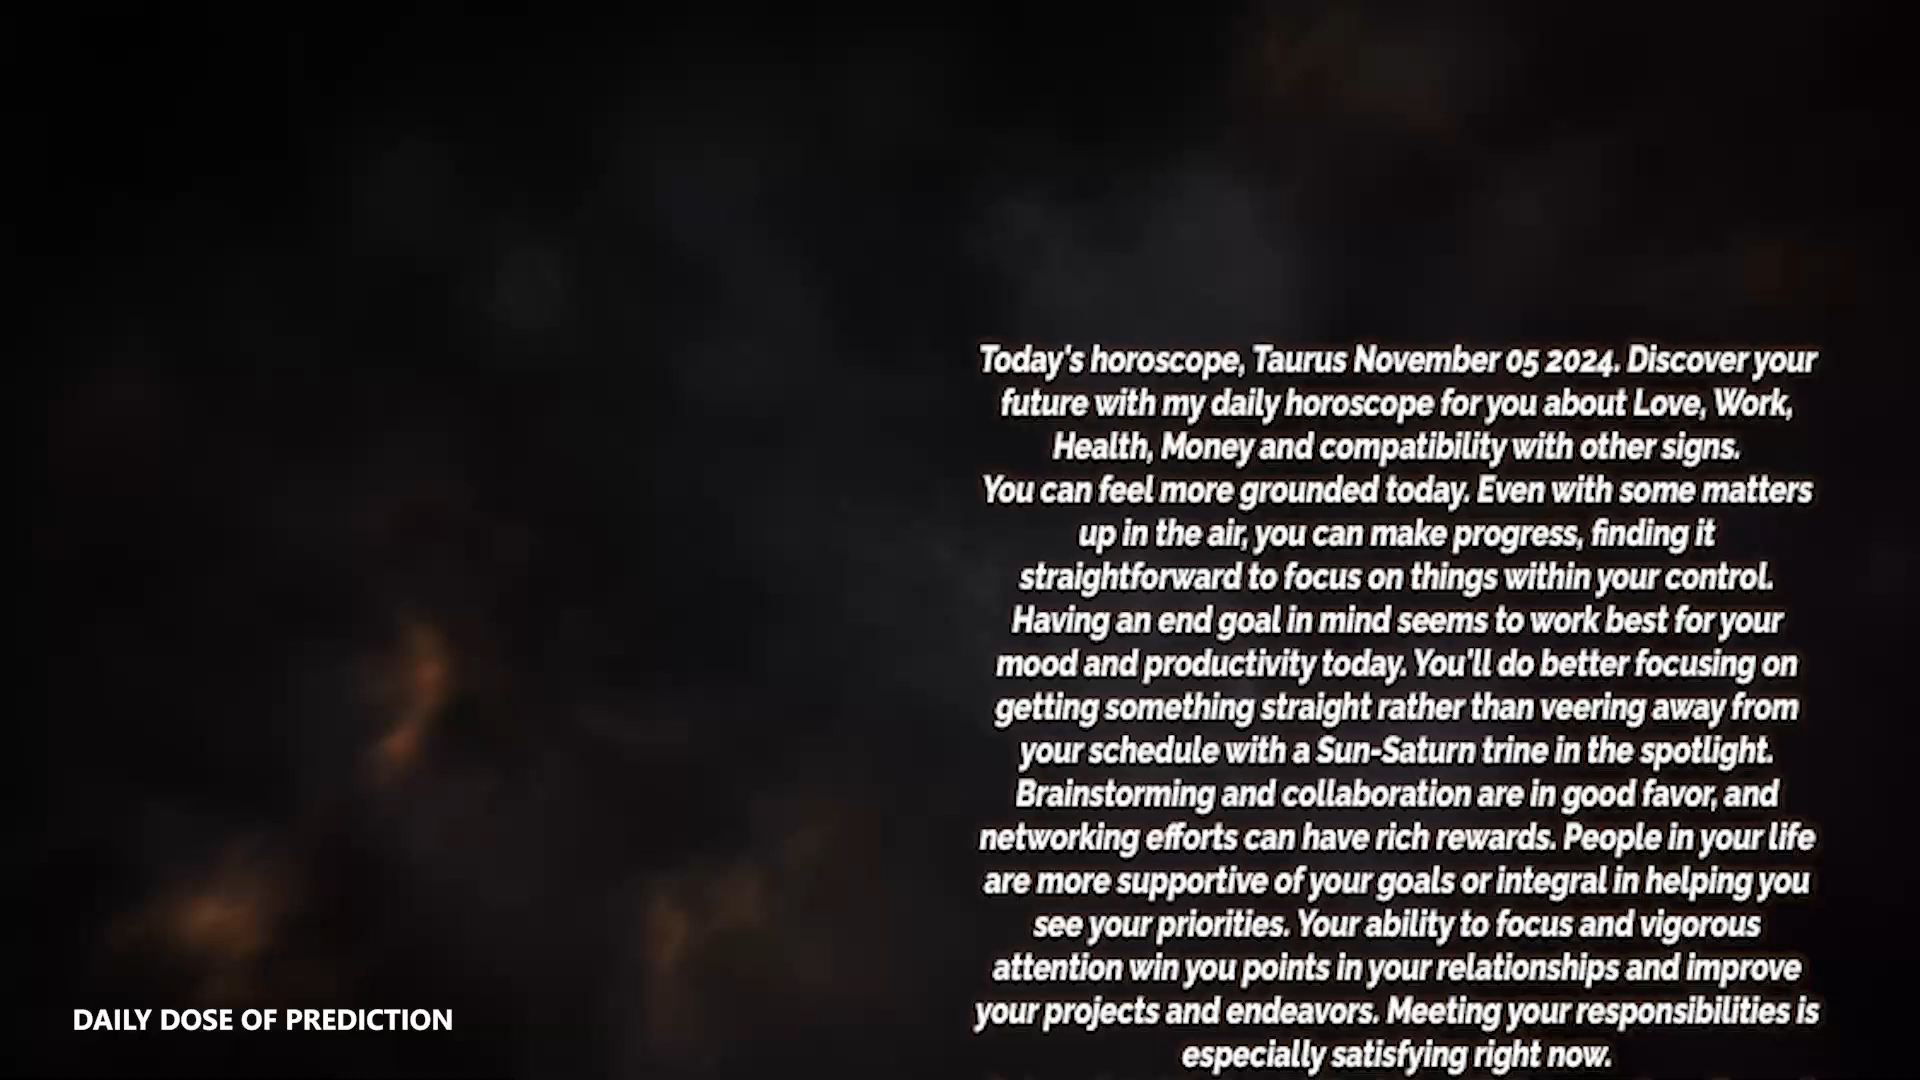 Today's horoscope, Taurus November 05 2024. Discover your
future with my daily horoscope for you about Love, Work,
Health, Money and compatibility with other signs.
You can feel more grounded today. Even with some matters
up in the air, you can make progress, finding it
straightforward to focus on things within your control.
Having an end goal in mind seems to work best for your
mood and productivity today. You'll do better focusing on
getting something straight rather than veering away from
your schedule with a Sun-Saturn trine in the spotlight.
Brainstorming and collaboration are in good favor, and
networking efforts can have rich rewards. People in your life
are more supportive of your goals or integral in helping you
see your priorities. Your ability to focus and vigorous
attention win you points in your relationships and improve
your projects and endeavors. Meeting your responsibilities is
especially satisfying right now.
DAILY DOSE OF PREDICTION